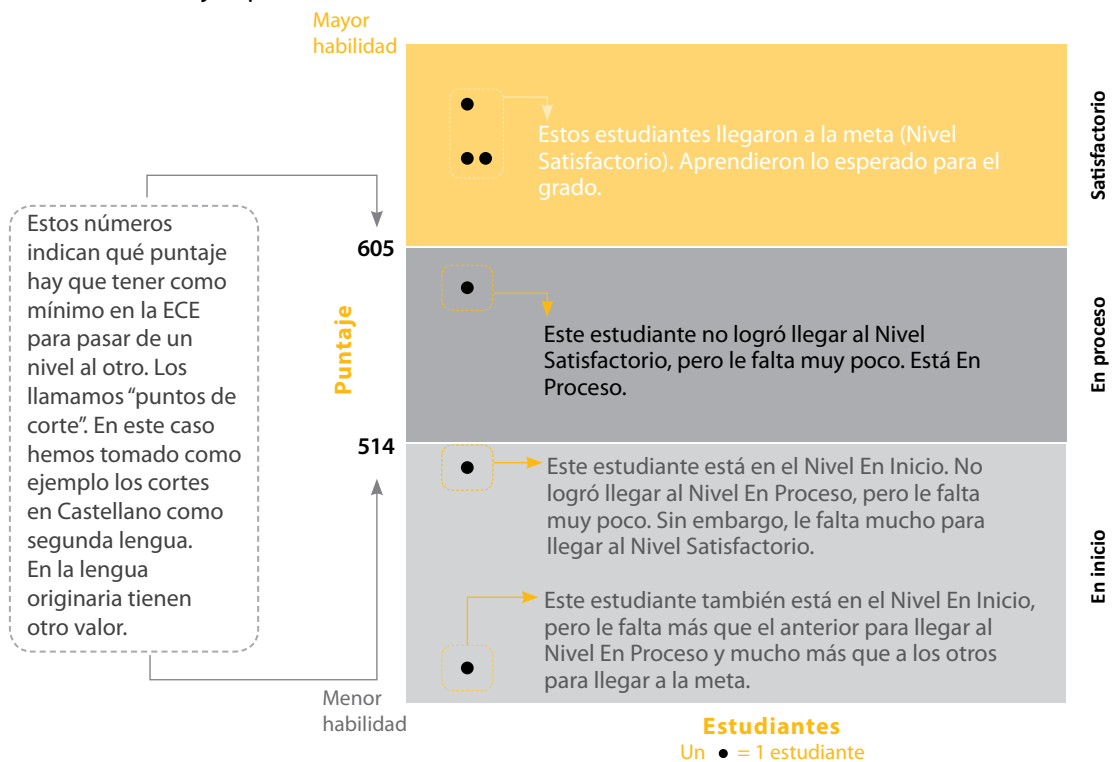 Mayor
habilidad
Estos estudiantes llegaron a la meta (Nivel
Satisfactorio). Aprendieron lo esperado para el
grado.
Satisfactorio
Estos números
indican qué puntaje
hay que tener como
mínimo en la ECE
para pasar de un
nivel al otro. Los
llamamos “puntos de
corte”. En este caso
hemos tomado como
ejemplo los cortes
en Castellano como
segunda lengua.
En la lengua
originaria tienen
otro valor.
605
Puntaje
Este estudiante no logró llegar al Nivel
Satisfactorio, pero le falta muy poco. Está En
Proceso.
En proceso
514
Este estudiante está en el Nivel En Inicio. No
logró llegar al Nivel En Proceso, pero le falta
muy poco. Sin embargo, le falta mucho para
llegar al Nivel Satisfactorio.
Este estudiante también está en el Nivel En Inicio,
pero le falta más que el anterior para llegar al
Nivel En Proceso y mucho más que a los otros
para llegar a la meta.
En inicio
Menor
habilidad
Estudiantes
Un ● = 1 estudiante